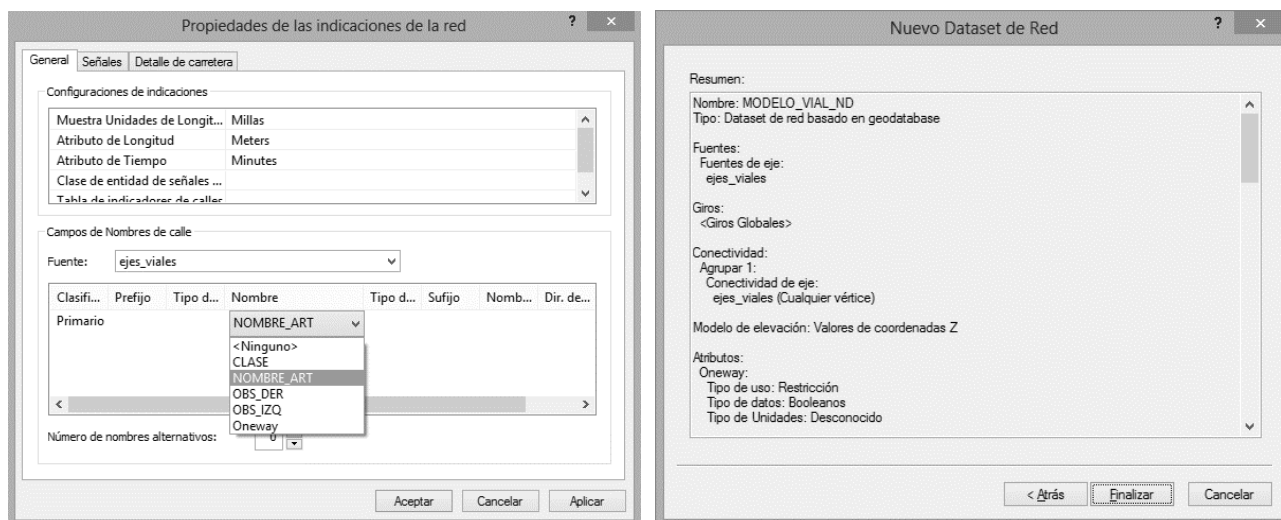 Propiedades de las indicaciones de la red
? ×
General Señales Detalle de carretera
Configuraciones de indicaciones
Muestra Unidades de Longit... Millas
Atributo de Longitud Meters
Atributo de Tiempo Minutes
Clase de entidad de señales ...
Tabla de indicadores de calles
Campos de Nombres de calle
Fuente: ejes_viales
Clasifi... Prefijo Tipo d... Nombre Tipo d... Sufijo Nomb... Dir. de...
Primario NOMBRE_ART
<Ninguno>
CLASE
NOMBRE_ART
OBS_DER
OBS_IZQ
Oneway
Número de nombres alternativos: 0
Aceptar Cancelar Aplicar
Nuevo Dataset de Red
? ×
Resumen:
Nombre: MODELO_VIAL_ND
Tipo: Dataset de red basado en geodatabase
Fuentes:
Fuentes de eje:
ejes_viales
Giros:
<Giros Globales>
Conectividad:
Agrupar 1:
Conectividad de eje:
ejes_viales (Cualquier vértice)
Modelo de elevación: Valores de coordenadas Z
Atributos:
Oneway:
Tipo de uso: Restricción
Tipo de datos: Booleanos
Tipo de Unidades: Desconocido
< Atrás Finalizar Cancelar